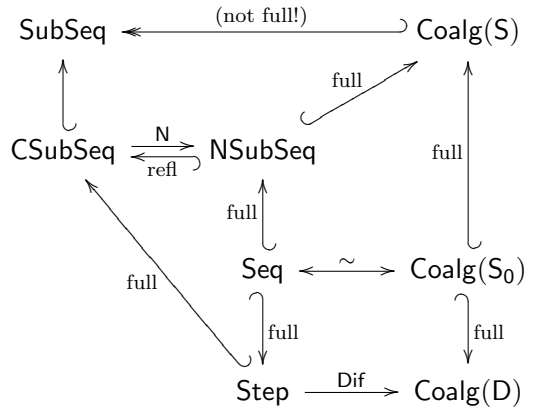 (not full!)
SubSeq Coalg(S)
full
N
CSubSeq NSubSeq
refl
full
full
∼
Seq Coalg(S₀)
full
full full
Dif
Step Coalg(D)